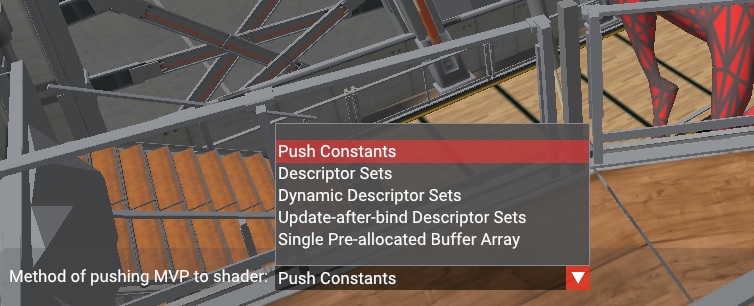 Push Constants
Descriptor Sets
Dynamic Descriptor Sets
Update-after-bind Descriptor Sets
Single Pre-allocated Buffer Array
Method of pushing MVP to shader: Push Constants